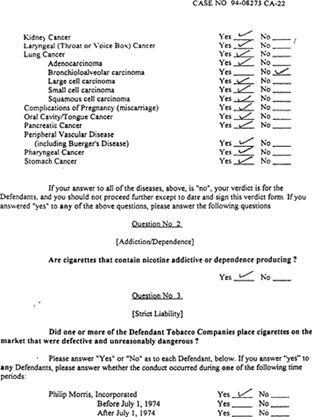 CASE NO 94-08273 CA-22
Kidney Cancer Yes ✓ No
Laryngeal (Throat or Voice Box) Cancer Yes ✓ No
Lung Cancer
Adenocarcinoma Yes ✓ No
Bronchioloalveolar carcinoma Yes No ✓
Large cell carcinoma Yes ✓ No
Small cell carcinoma Yes ✓ No
Squamous cell carcinoma Yes ✓ No
Complications of Pregnancy (miscarriage) Yes ✓ No
Oral Cavity/Tongue Cancer Yes ✓ No
Pancreatic Cancer Yes ✓ No
Peripheral Vascular Disease
(including Buerger's Disease) Yes ✓ No
Pharyngeal Cancer Yes ✓ No
Stomach Cancer Yes ✓ No
If your answer to all of the diseases, above, is "no", your verdict is for the
Defendants, and you should not proceed further except to date and sign this verdict form. If you
answered "yes" to any of the above questions, please answer the following questions
Question No 2
[Addiction/Dependence]
Are cigarettes that contain nicotine addictive or dependence producing ?
Yes ✓ No
Question No 3
[Strict Liability]
Did one or more of the Defendant Tobacco Companies place cigarettes on the
market that were defective and unreasonably dangerous ?
Please answer "Yes" or "No" as to each Defendant, below. If you answer "yes" to
any Defendants, please answer whether the conduct occurred during one of the following time
periods:
Philip Morris, Incorporated Yes ✓ No
Before July 1, 1974 Yes ✓ No
After July 1, 1974 Yes ✓ No